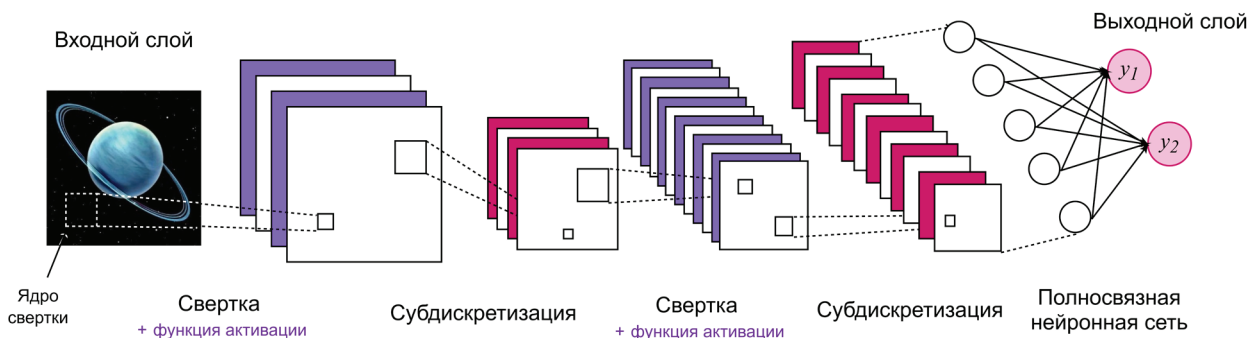 Входной слой
Выходной слой
y1
y2
Ядро
свертки
Свертка
+ функция активации
Субдискретизация
Свертка
+ функция активации
Субдискретизация
Полносвязная
нейронная сеть